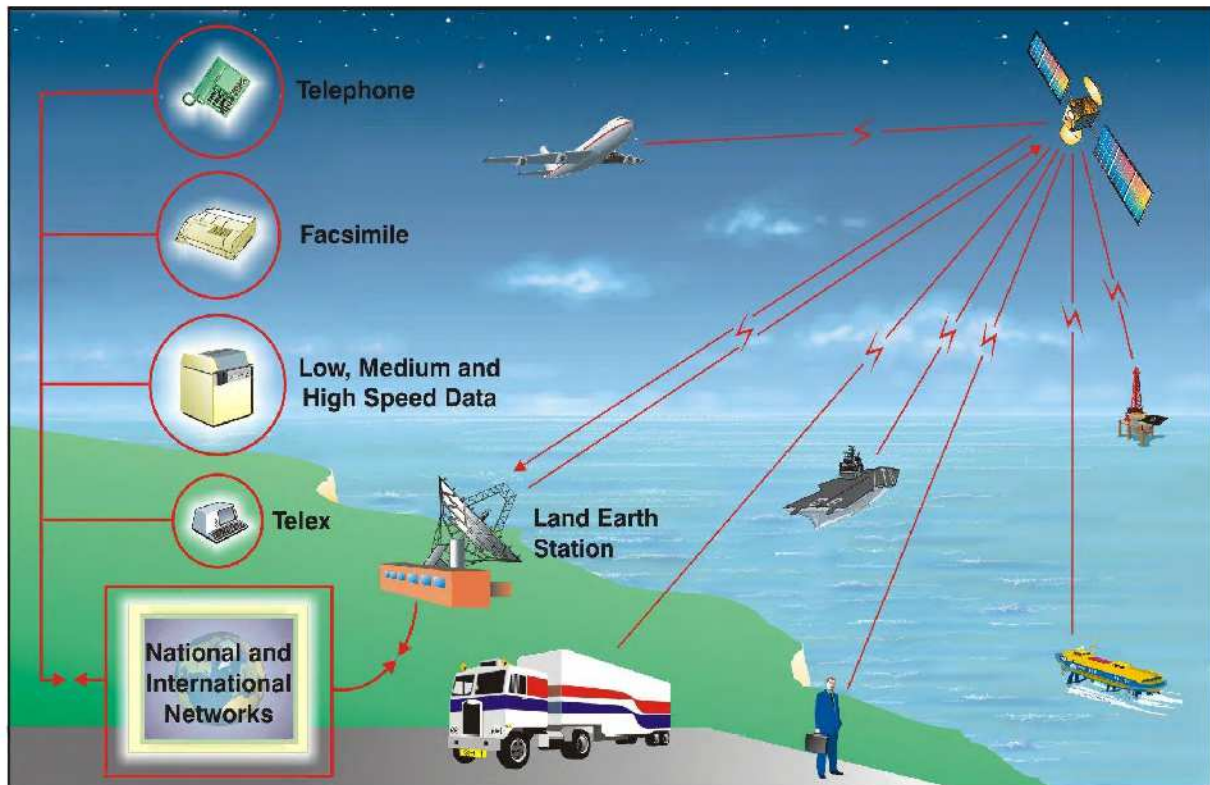 Telephone
Facsimile
Low, Medium and
High Speed Data
Telex
Land Earth
Station
National and
International
Networks